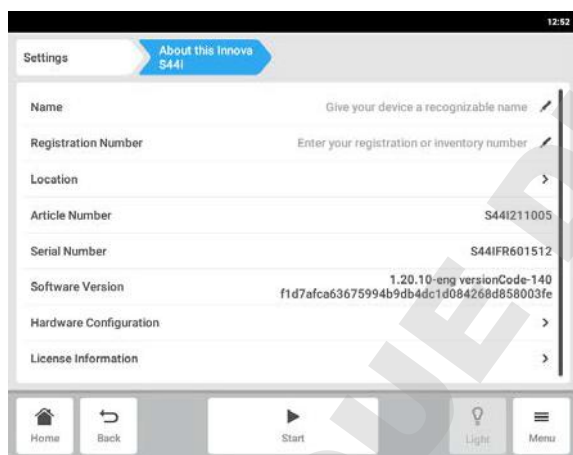 12:52
Settings
About this Innova
S44I
Name Give your device a recognizable name
Registration Number Enter your registration or inventory number
Location
Article Number S44I211005
Serial Number S44IFR601512
Software Version 1.20.10-eng versionCode-140
f1d7afca63675994b9db4dc1d084268d858003fe
Hardware Configuration
License Information
Home Back Start Light Menu